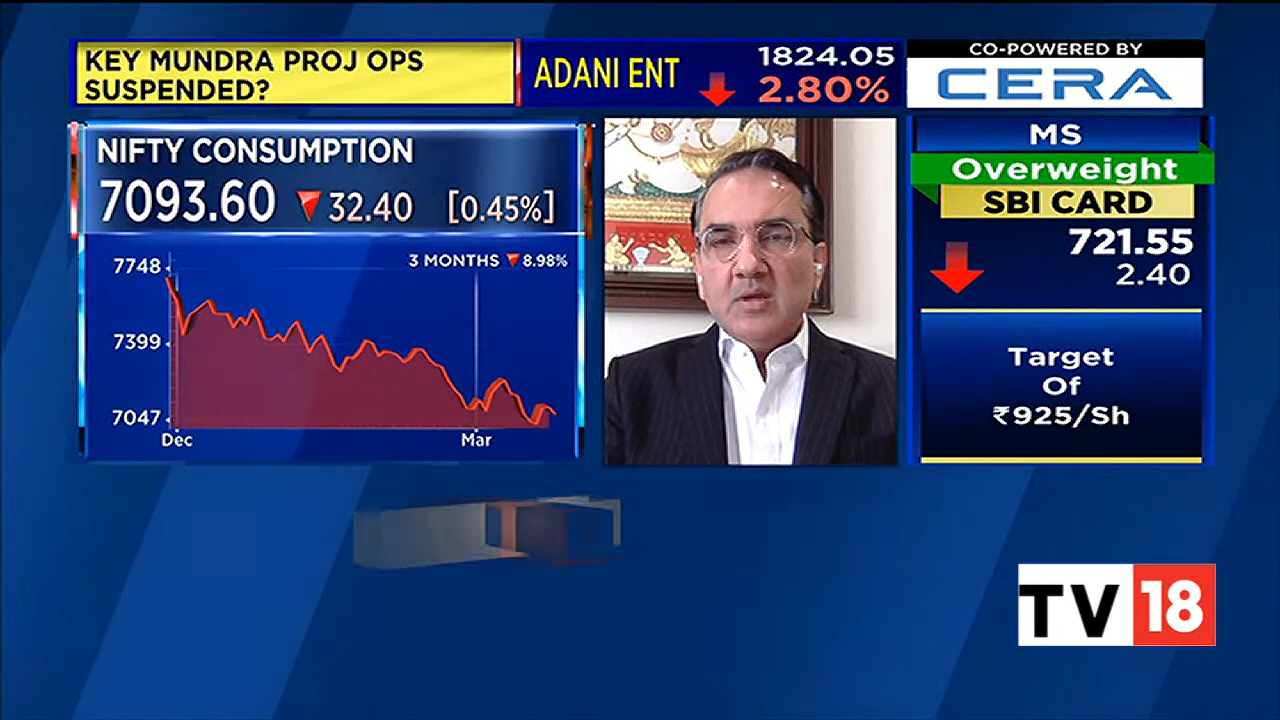 KEY MUNDRA PROJ OPS
SUSPENDED?
ADANI ENT
1824.05
2.80%
CO-POWERED BY
CERA
NIFTY CONSUMPTION
7093.60 ▼ 32.40 [0.45%]
3 MONTHS ▼ 8.98%
7748
7399
7047
Dec Mar
MS
Overweight
SBI CARD
721.55
2.40
Target
Of
₹925/Sh
TV 18